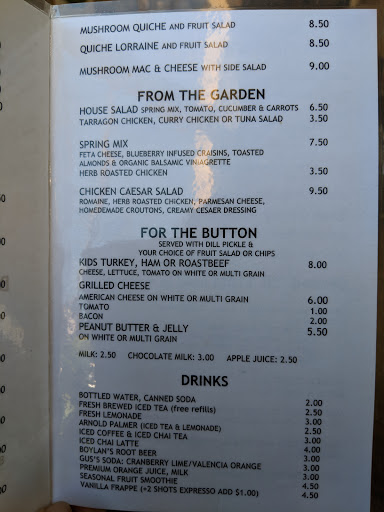 MUSHROOM QUICHE AND FRUIT SALAD 8.50
QUICHE LORRAINE AND FRUIT SALAD 8.50
MUSHROOM MAC & CHEESE WITH SIDE SALAD 9.00
FROM THE GARDEN
HOUSE SALAD SPRING MIX, TOMATO, CUCUMBER & CARROTS 6.50
TARRAGON CHICKEN, CURRY CHICKEN OR TUNA SALAD 3.50
SPRING MIX 7.50
FETA CHEESE, BLUEBERRY INFUSED CRAISINS, TOASTED
ALMONDS & ORGANIC BALSAMIC VINIAGRETTE
HERB ROASTED CHICKEN 3.50
CHICKEN CAESAR SALAD 9.50
ROMAINE, HERB ROASTED CHICKEN, PARMESAN CHEESE,
HOMEDEMADE CROUTONS, CREAMY CESAER DRESSING
FOR THE BUTTON
SERVED WITH DILL PICKLE &
YOUR CHOICE OF FRUIT SALAD OR CHIPS
KIDS TURKEY, HAM OR ROASTBEEF 8.00
CHEESE, LETTUCE, TOMATO ON WHITE OR MULTI GRAIN
GRILLED CHEESE
AMERICAN CHEESE ON WHITE OR MULTI GRAIN 6.00
TOMATO 1.00
BACON 2.00
PEANUT BUTTER & JELLY 5.50
ON WHITE OR MULTI GRAIN
MILK: 2.50 CHOCOLATE MILK: 3.00 APPLE JUICE: 2.50
DRINKS
BOTTLED WATER, CANNED SODA 2.00
FRESH BREWED ICED TEA (free refills) 2.50
FRESH LEMONADE 2.50
ARNOLD PALMER (ICED TEA & LEMONADE) 3.00
ICED COFFEE & ICED CHAI TEA 3.00
ICED CHAI LATTE 4.00
BOYLAN'S ROOT BEER 3.00
GUS'S SODA: CRANBERRY LIME/VALENCIA ORANGE 3.00
PREMIUM ORANGE JUICE, MILK 3.00
SEASONAL FRUIT SMOOTHIE 4.50
VANILLA FRAPPE (+2 SHOTS EXPRESSO ADD $1.00) 4.50